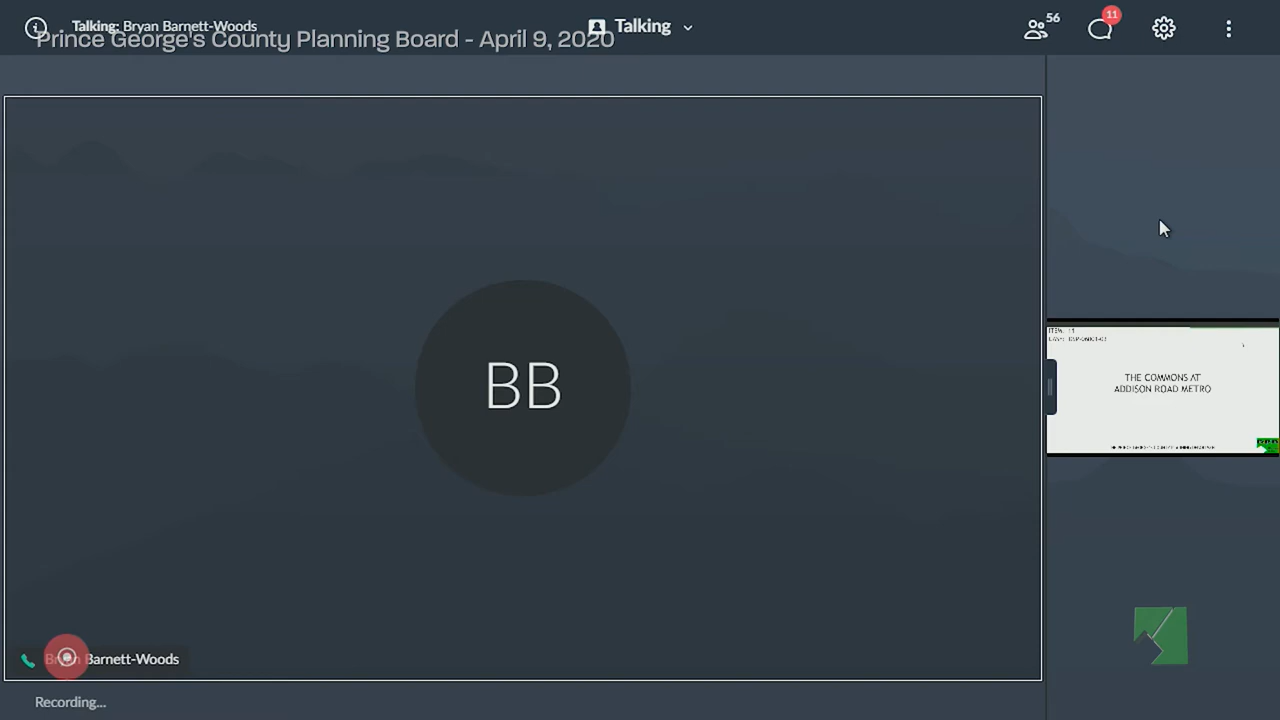 Talking: Bryan Barnett-Woods
Talking
56
11
Prince George's County Planning Board - April 9, 2020
BB
THE COMMONS AT
ADDISON ROAD METRO
Bryan Barnett-Woods
Recording...